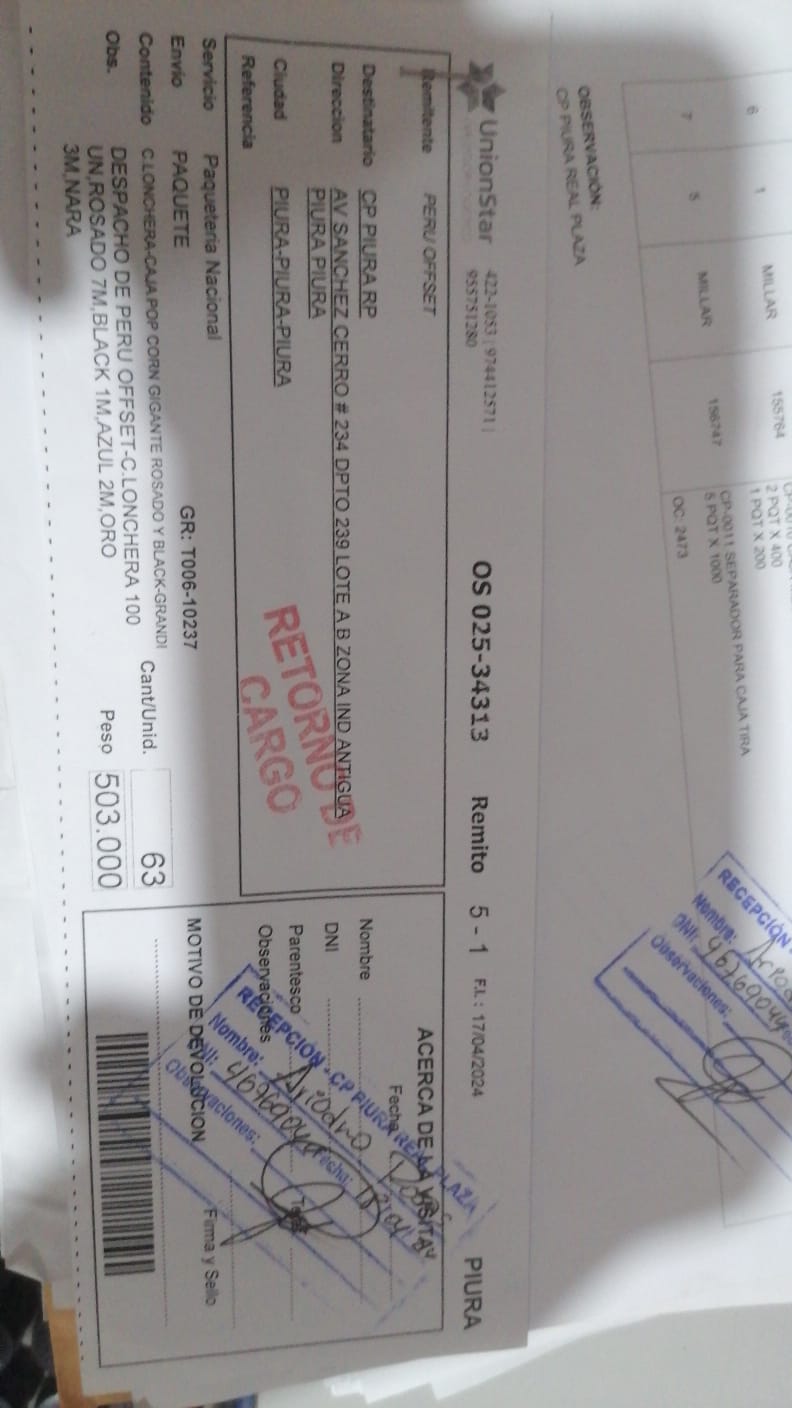 6 1 MILLAR 155764
2 PQT X 400
1 PQT X 200
7 5 MILLAR 156747 CP-0011 SEPARADOR PARA CAJA TIRA
5 PQT X 1000
OC: 2473
OBSERVACIÓN:
CP PIURA REAL PLAZA
RECEPCIÓN
Nombre:
DNI: 46769044
Observaciones:
UnionStar 422-1053 | 974412571 |
955751280
OS 025-34313 Remito 5 - 1 F.I. : 17/04/2024 PIURA
Remitente PERU OFFSET
Destinatario CP PIURA RP
Direccion AV SANCHEZ CERRO # 234 DPTO 239 LOTE A B ZONA IND ANTIGUA
PIURA PIURA
Ciudad PIURA-PIURA-PIURA
Referencia
RETORNO DE
CARGO
Servicio Paqueteria Nacional
Envio PAQUETE GR: T006-10237
Contenido C.LONCHERA-CAJA POP CORN GIGANTE ROSADO Y BLACK-GRANDI
Obs. DESPACHO DE PERU OFFSET-C.LONCHERA 100
UN,ROSADO 7M,BLACK 1M,AZUL 2M,ORO
3M,NARA
Cant/Unid. 63
Peso 503.000
ACERCA DE LA VISITA
Fecha
Nombre
DNI
Parentesco
Observaciones
MOTIVO DE DEVOLUCION
Firma y Sello
RECEPCIÓN - CP PIURA REAL PLAZA
Nombre:
DNI: 46769044 Fecha:
Observaciones: